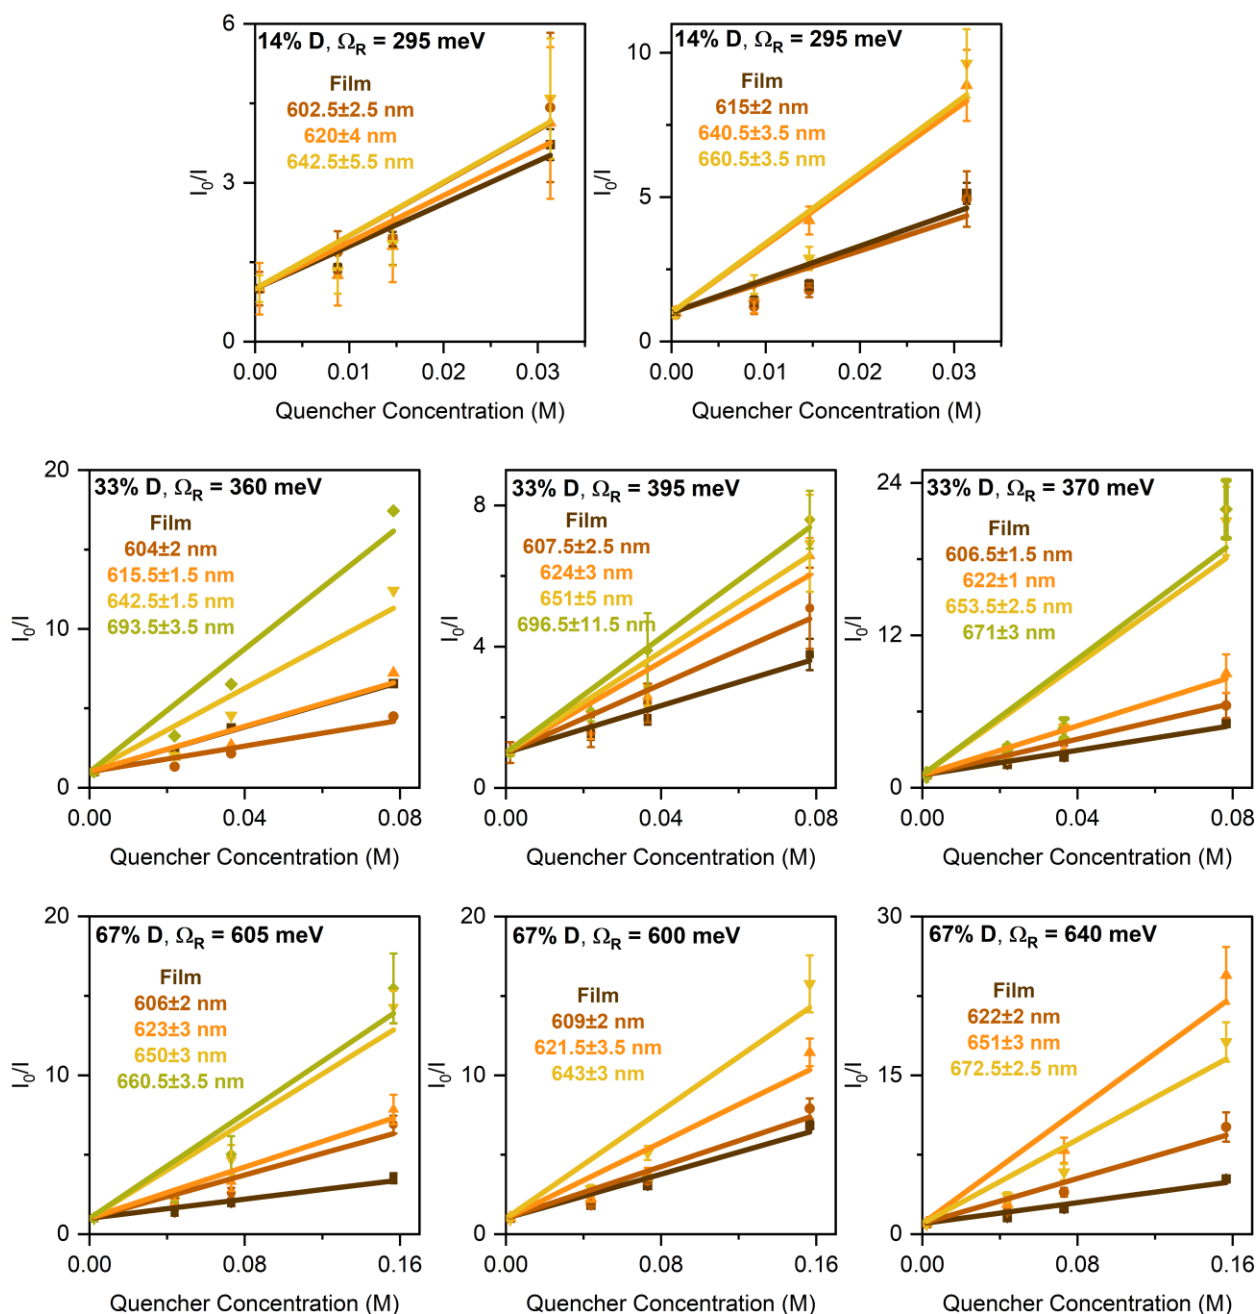 14% D, Ω_R = 295 meV
Film
602.5±2.5 nm
620±4 nm
642.5±5.5 nm
I₀/I
6
3
0
0.00 0.01 0.02 0.03
Quencher Concentration (M)
14% D, Ω_R = 295 meV
Film
615±2 nm
640.5±3.5 nm
660.5±3.5 nm
I₀/I
10
5
0
0.00 0.01 0.02 0.03
Quencher Concentration (M)
33% D, Ω_R = 360 meV
Film
604±2 nm
615.5±1.5 nm
642.5±1.5 nm
693.5±3.5 nm
I₀/I
20
10
0
0.00 0.04 0.08
Quencher Concentration (M)
33% D, Ω_R = 395 meV
Film
607.5±2.5 nm
624±3 nm
651±5 nm
696.5±11.5 nm
I₀/I
8
4
0
0.00 0.04 0.08
Quencher Concentration (M)
33% D, Ω_R = 370 meV
Film
606.5±1.5 nm
622±1 nm
653.5±2.5 nm
671±3 nm
I₀/I
24
12
0
0.00 0.04 0.08
Quencher Concentration (M)
67% D, Ω_R = 605 meV
Film
606±2 nm
623±3 nm
650±3 nm
660.5±3.5 nm
I₀/I
20
10
0
0.00 0.08 0.16
Quencher Concentration (M)
67% D, Ω_R = 600 meV
Film
609±2 nm
621.5±3.5 nm
643±3 nm
I₀/I
20
10
0
0.00 0.08 0.16
Quencher Concentration (M)
67% D, Ω_R = 640 meV
Film
622±2 nm
651±3 nm
672.5±2.5 nm
I₀/I
30
15
0
0.00 0.08 0.16
Quencher Concentration (M)